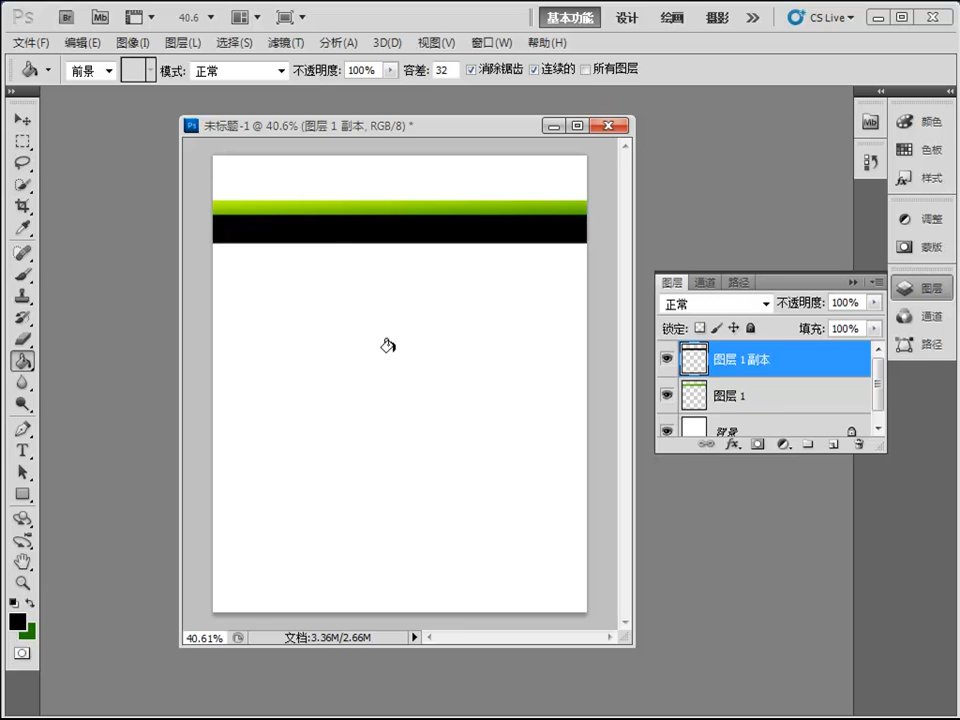 Ps Br Mb 40.6 基本功能 设计 绘画 摄影 CS Live
文件(F) 编辑(E) 图像(I) 图层(L) 选择(S) 滤镜(T) 分析(A) 3D(D) 视图(V) 窗口(W) 帮助(H)
前景 模式: 正常 不透明度: 100% 容差: 32 消除锯齿 连续的 所有图层
Ps 未标题-1 @ 40.6% (图层 1 副本, RGB/8) *
Mb 颜色
色板
样式
调整
蒙版
图层
通道
路径
图层 通道 路径
正常 不透明度: 100%
锁定: 填充: 100%
图层 1 副本
图层 1
背景
40.61% 文档:3.36M/2.66M